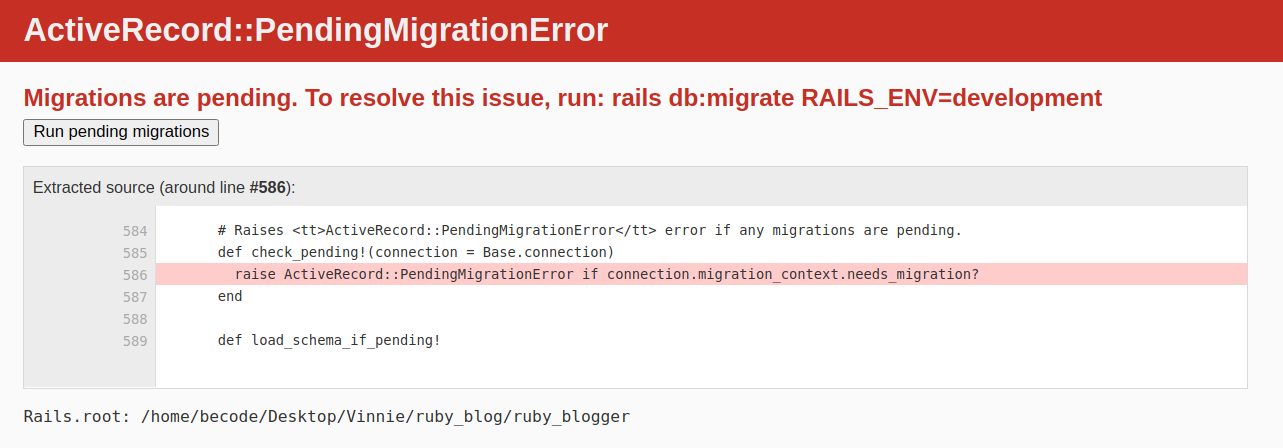 ActiveRecord::PendingMigrationError
Migrations are pending. To resolve this issue, run: rails db:migrate RAILS_ENV=development
Run pending migrations
Extracted source (around line #586):
584 # Raises <tt>ActiveRecord::PendingMigrationError</tt> error if any migrations are pending.
585 def check_pending!(connection = Base.connection)
586 raise ActiveRecord::PendingMigrationError if connection.migration_context.needs_migration?
587 end
588
589 def load_schema_if_pending!
Rails.root: /home/becode/Desktop/Vinnie/ruby_blog/ruby_blogger